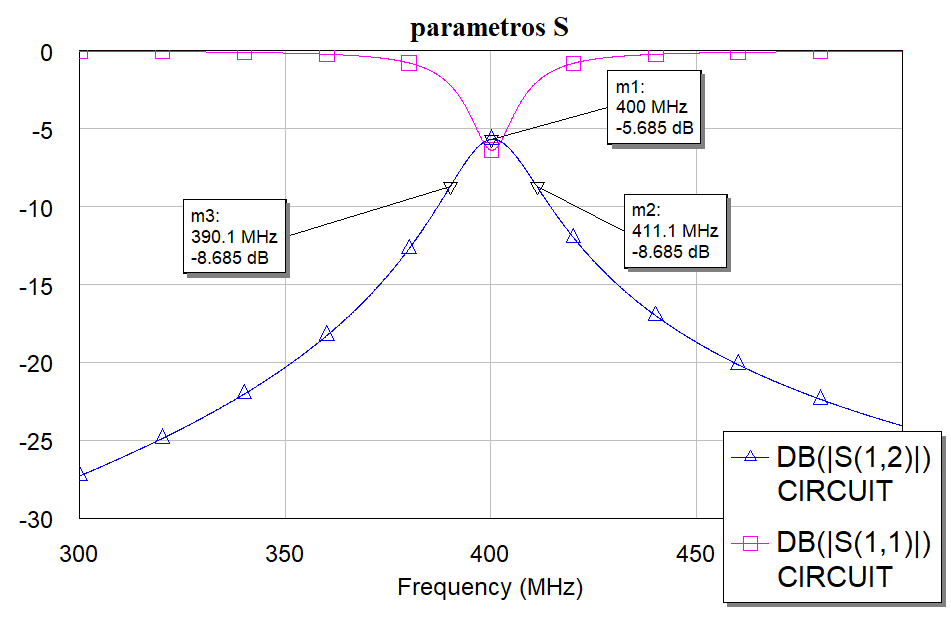 parametros S
0
-5
-10
-15
-20
-25
-30
300
350
400
450
Frequency (MHz)
m1:
400 MHz
-5.685 dB
m3:
390.1 MHz
-8.685 dB
m2:
411.1 MHz
-8.685 dB
DB(|S(1,2)|)
CIRCUIT
DB(|S(1,1)|)
CIRCUIT